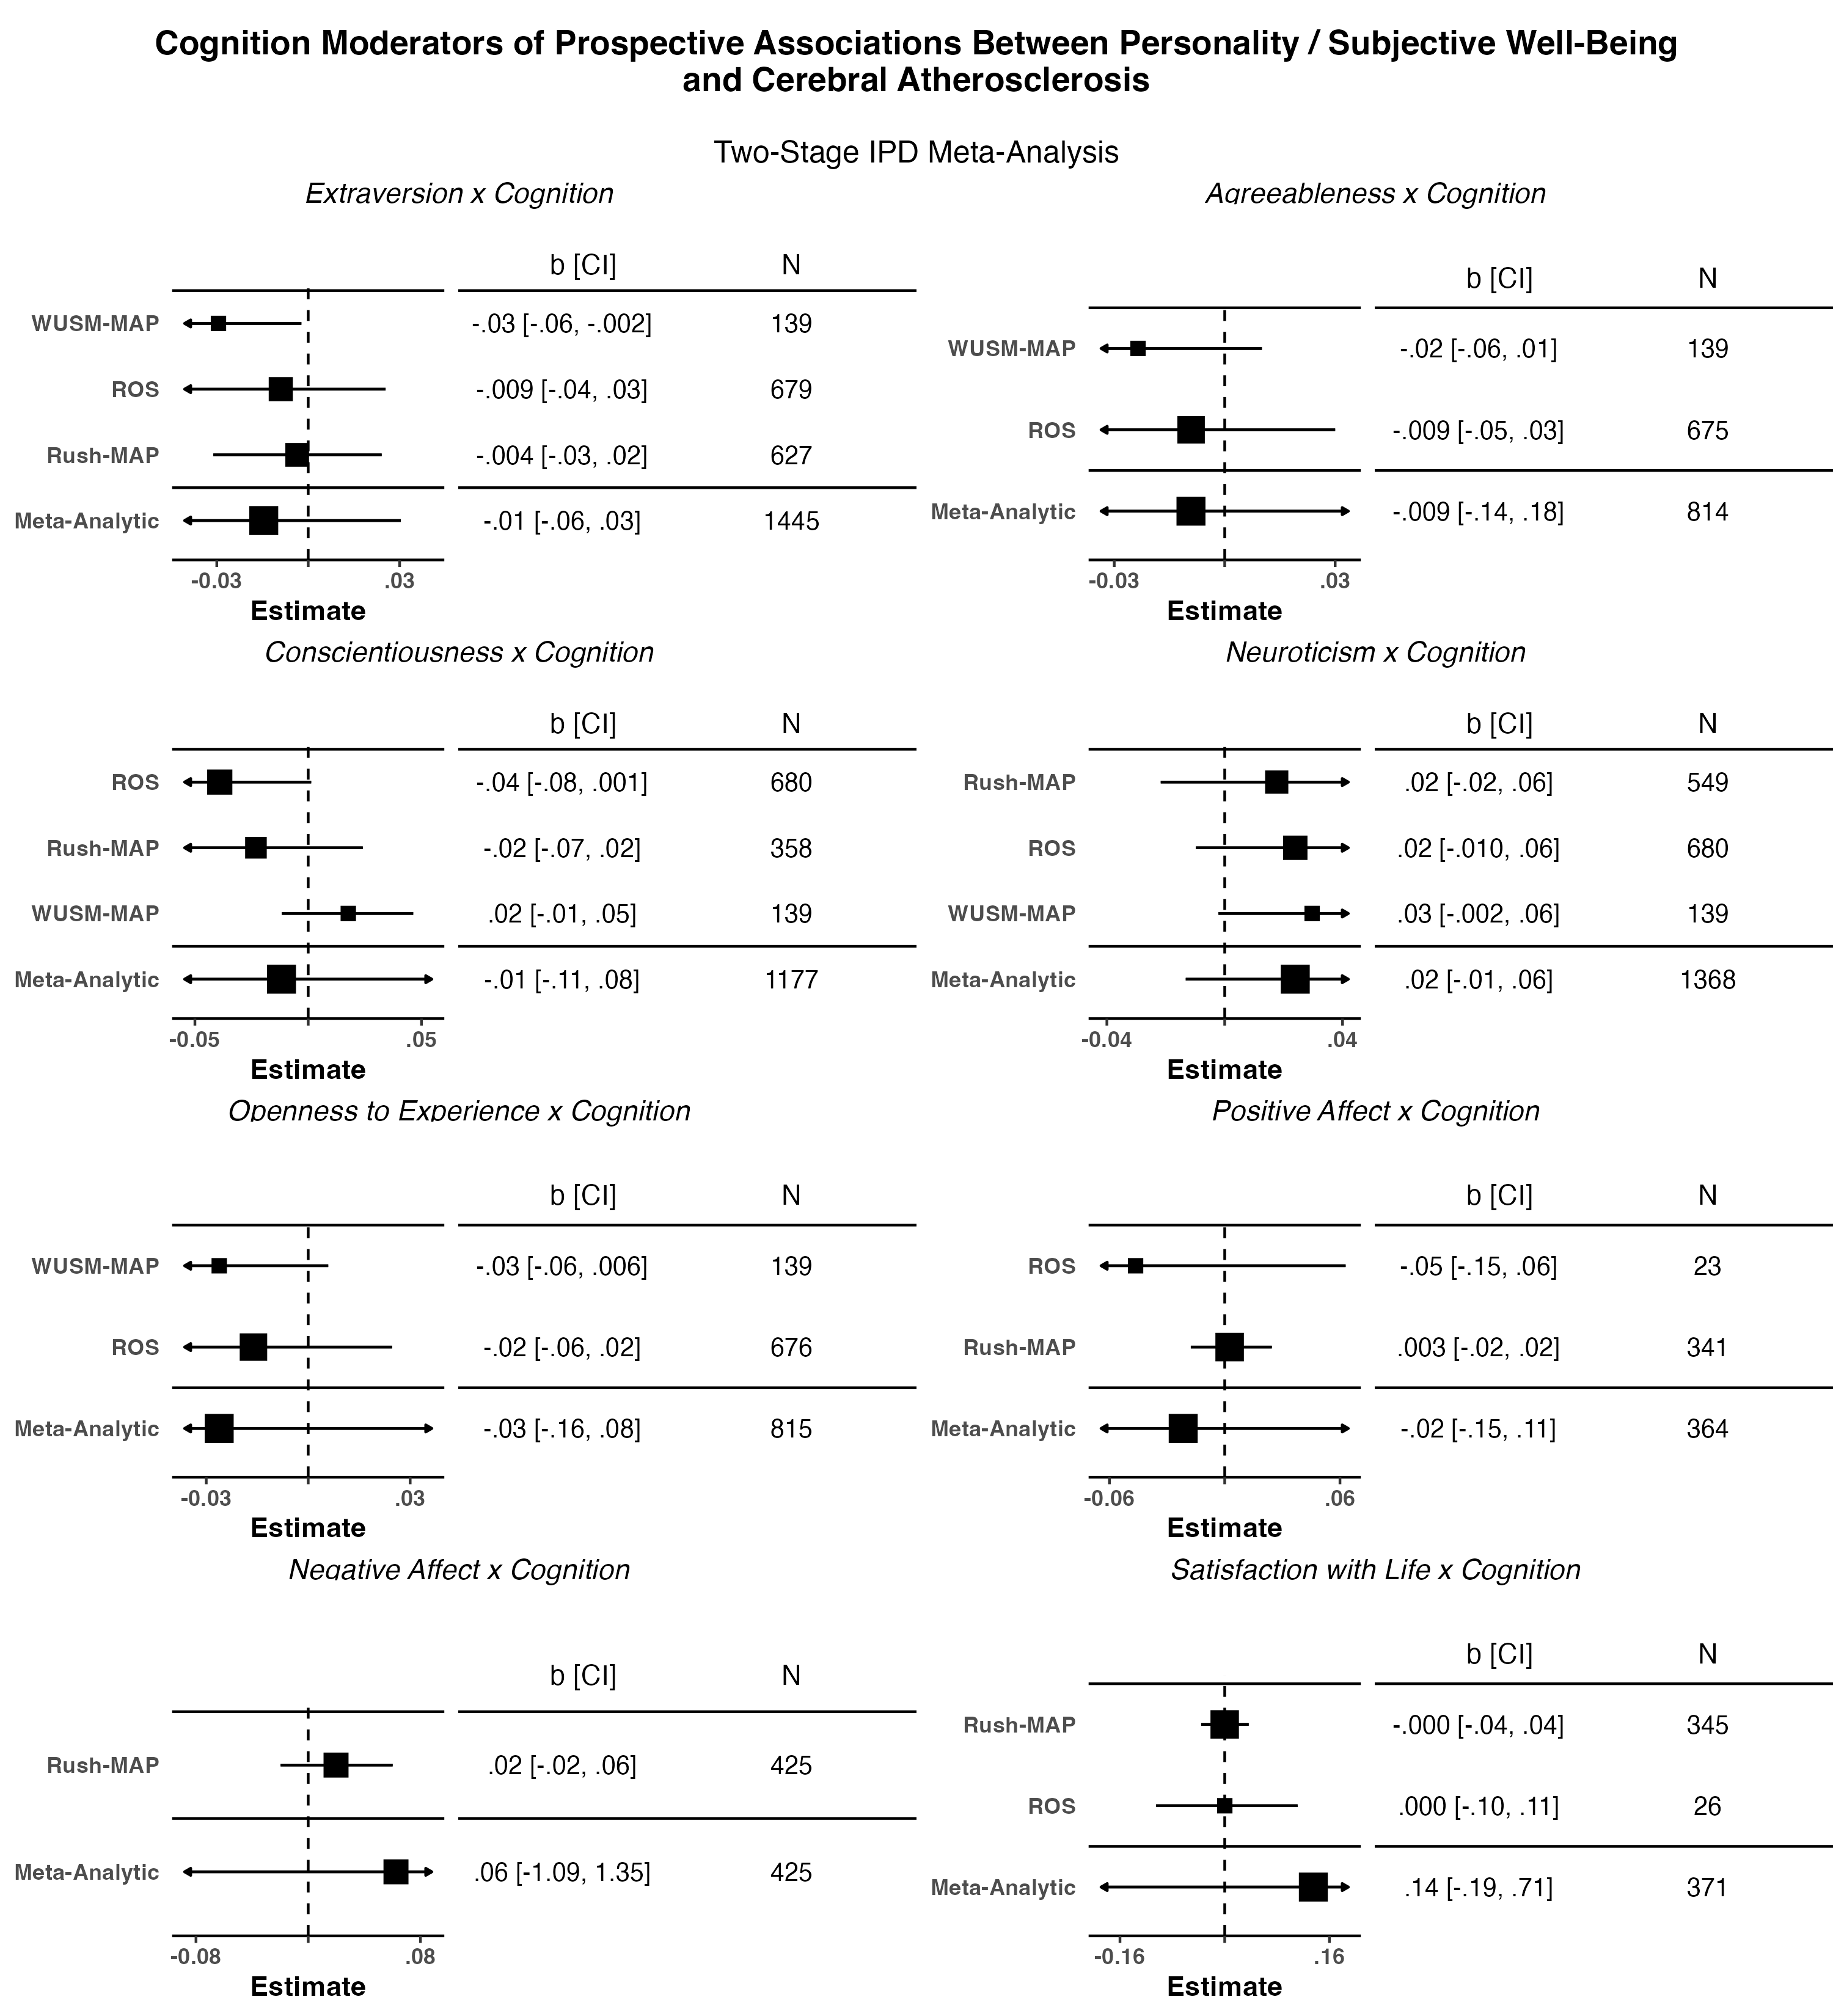 Cognition Moderators of Prospective Associations Between Personality / Subjective Well-Being
and Cerebral Atherosclerosis
Two-Stage IPD Meta-Analysis
Extraversion x Cognition
b [CI] N
WUSM-MAP -.03 [-.06, -.002] 139
ROS -.009 [-.04, .03] 679
Rush-MAP -.004 [-.03, .02] 627
Meta-Analytic -.01 [-.06, .03] 1445
-0.03 .03
Estimate
Agreeableness x Cognition
b [CI] N
WUSM-MAP -.02 [-.06, .01] 139
ROS -.009 [-.05, .03] 675
Meta-Analytic -.009 [-.14, .18] 814
-0.03 .03
Estimate
Conscientiousness x Cognition
b [CI] N
ROS -.04 [-.08, .001] 680
Rush-MAP -.02 [-.07, .02] 358
WUSM-MAP .02 [-.01, .05] 139
Meta-Analytic -.01 [-.11, .08] 1177
-0.05 .05
Estimate
Neuroticism x Cognition
b [CI] N
Rush-MAP .02 [-.02, .06] 549
ROS .02 [-.010, .06] 680
WUSM-MAP .03 [-.002, .06] 139
Meta-Analytic .02 [-.01, .06] 1368
-0.04 .04
Estimate
Openness to Experience x Cognition
b [CI] N
WUSM-MAP -.03 [-.06, .006] 139
ROS -.02 [-.06, .02] 676
Meta-Analytic -.03 [-.16, .08] 815
-0.03 .03
Estimate
Positive Affect x Cognition
b [CI] N
ROS -.05 [-.15, .06] 23
Rush-MAP .003 [-.02, .02] 341
Meta-Analytic -.02 [-.15, .11] 364
-0.06 .06
Estimate
Negative Affect x Cognition
b [CI] N
Rush-MAP .02 [-.02, .06] 425
Meta-Analytic .06 [-1.09, 1.35] 425
-0.08 .08
Estimate
Satisfaction with Life x Cognition
b [CI] N
Rush-MAP -.000 [-.04, .04] 345
ROS .000 [-.10, .11] 26
Meta-Analytic .14 [-.19, .71] 371
-0.16 .16
Estimate